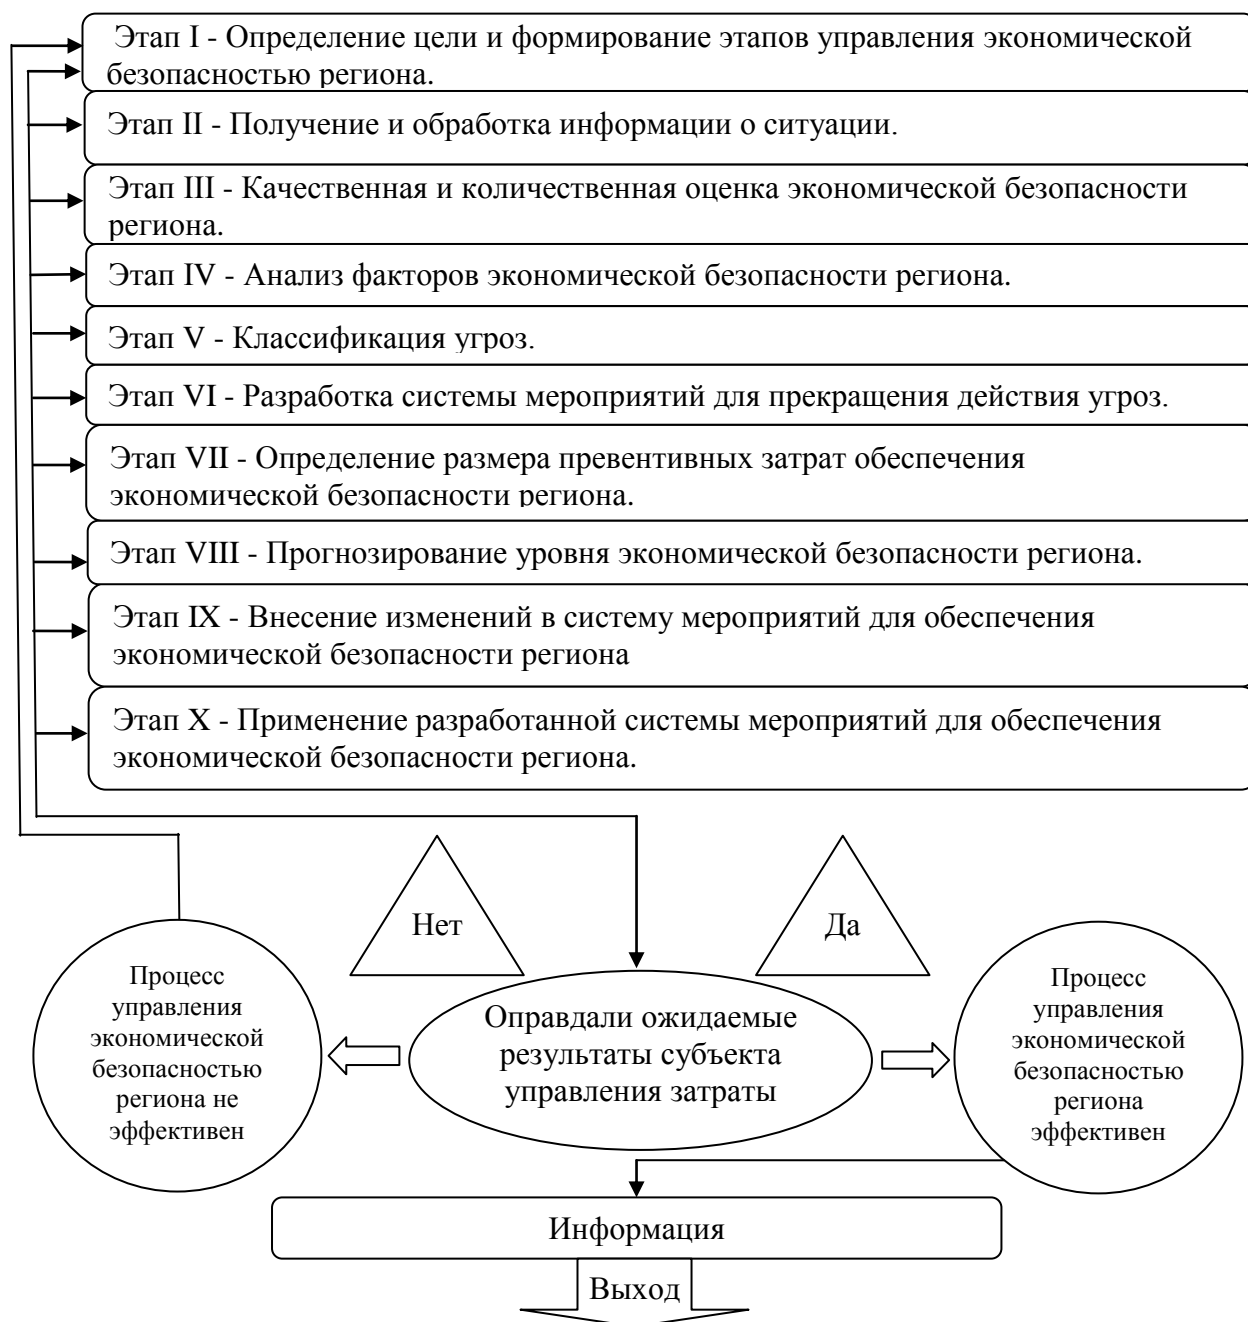 Этап I - Определение цели и формирование этапов управления экономической
безопасностью региона.
Этап II - Получение и обработка информации о ситуации.
Этап III - Качественная и количественная оценка экономической безопасности
региона.
Этап IV - Анализ факторов экономической безопасности региона.
Этап V - Классификация угроз.
Этап VI - Разработка системы мероприятий для прекращения действия угроз.
Этап VII - Определение размера превентивных затрат обеспечения
экономической безопасности региона.
Этап VIII - Прогнозирование уровня экономической безопасности региона.
Этап IX - Внесение изменений в систему мероприятий для обеспечения
экономической безопасности региона
Этап X - Применение разработанной системы мероприятий для обеспечения
экономической безопасности региона.
Нет
Да
Процесс
управления
экономической
безопасностью
региона не
эффективен
Оправдали ожидаемые
результаты субъекта
управления затраты
Процесс
управления
экономической
безопасностью
региона
эффективен
Информация
Выход